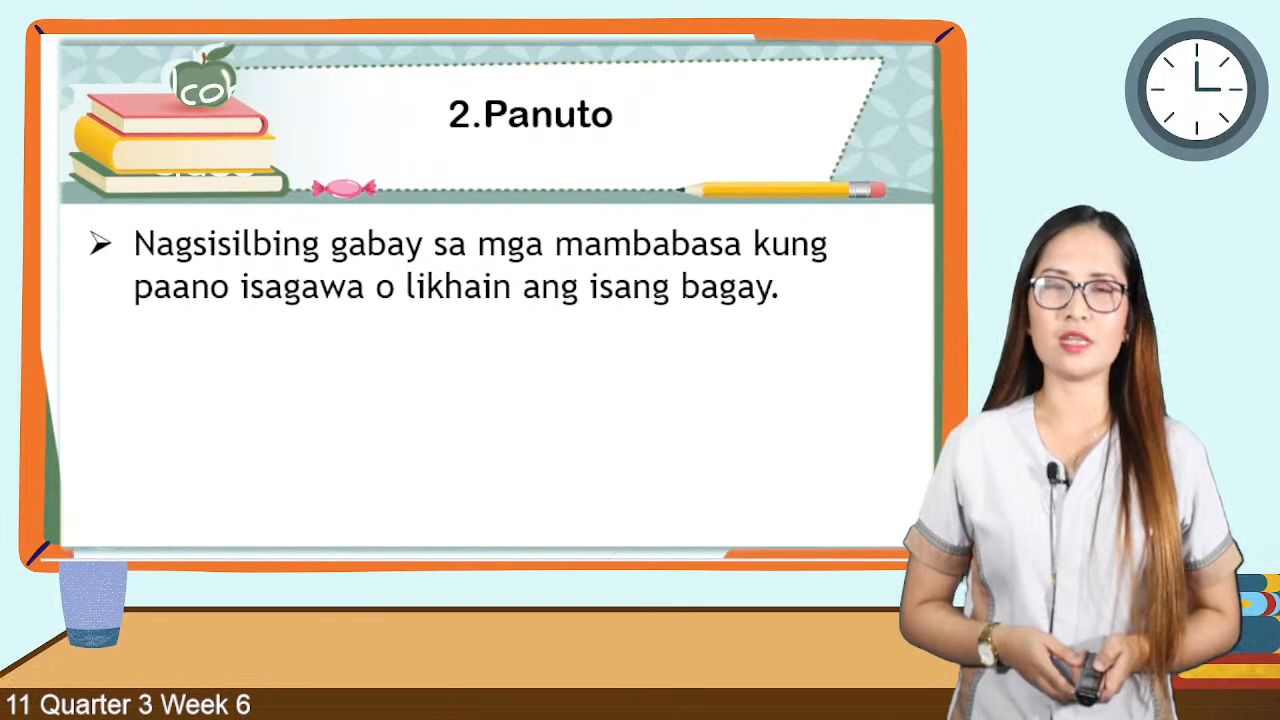 2.Panuto
➢ Nagsisilbing gabay sa mga mambabasa kung
paano isagawa o likhain ang isang bagay.
11 Quarter 3 Week 6